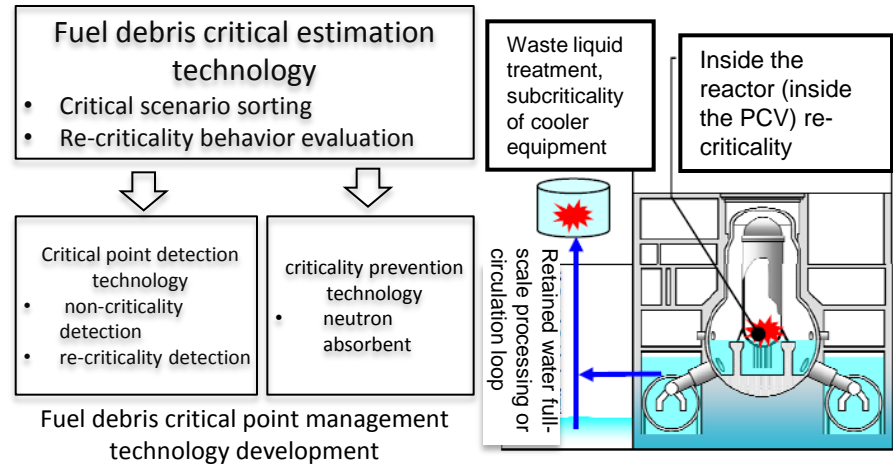 Fuel debris critical estimation
technology
• Critical scenario sorting
• Re-criticality behavior evaluation
Critical point detection
technology
• non-criticality
detection
• re-criticality detection
criticality prevention
technology
• neutron
absorbent
Fuel debris critical point management
technology development
Waste liquid
treatment,
subcriticality
of cooler
equipment
Inside the
reactor (inside
the PCV) re-
criticality
Retained water full-
scale processing or
circulation loop